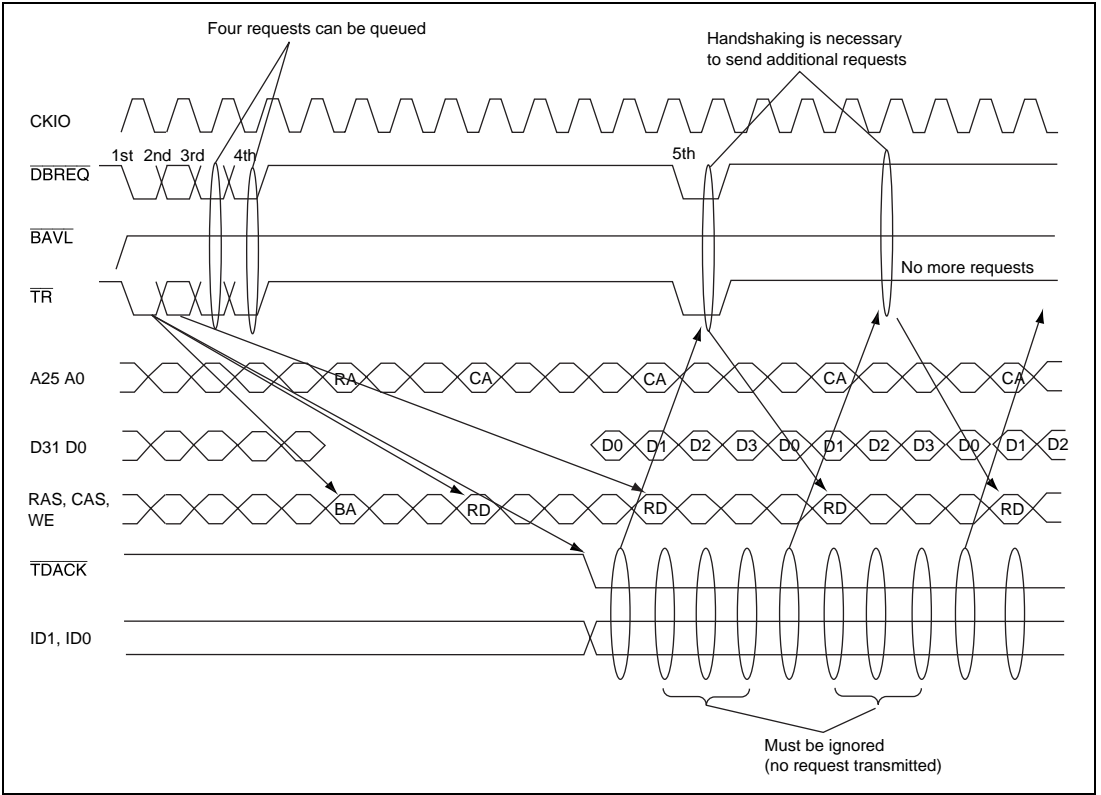 Four requests can be queued
Handshaking is necessary
to send additional requests
CKIO
1st 2nd 3rd 4th 5th
DBREQ
BAVL
No more requests
TR
A25 A0 RA CA CA CA CA
D31 D0 D0 D1 D2 D3 D0 D1 D2 D3 D0 D1 D2
RAS, CAS,
WE BA RD RD RD RD
TDACK
ID1, ID0
Must be ignored
(no request transmitted)